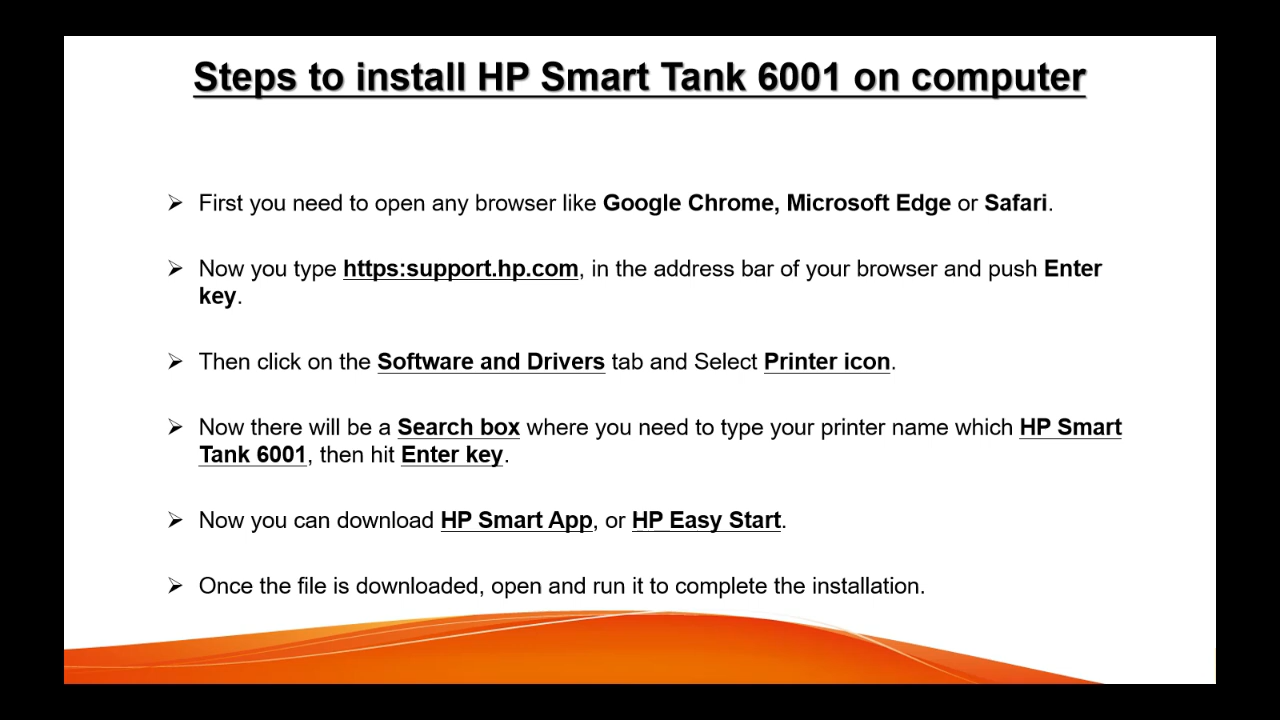 Steps to install HP Smart Tank 6001 on computer
➢ First you need to open any browser like Google Chrome, Microsoft Edge or Safari.
➢ Now you type https:support.hp.com, in the address bar of your browser and push Enter
key.
➢ Then click on the Software and Drivers tab and Select Printer icon.
➢ Now there will be a Search box where you need to type your printer name which HP Smart
Tank 6001, then hit Enter key.
➢ Now you can download HP Smart App, or HP Easy Start.
➢ Once the file is downloaded, open and run it to complete the installation.